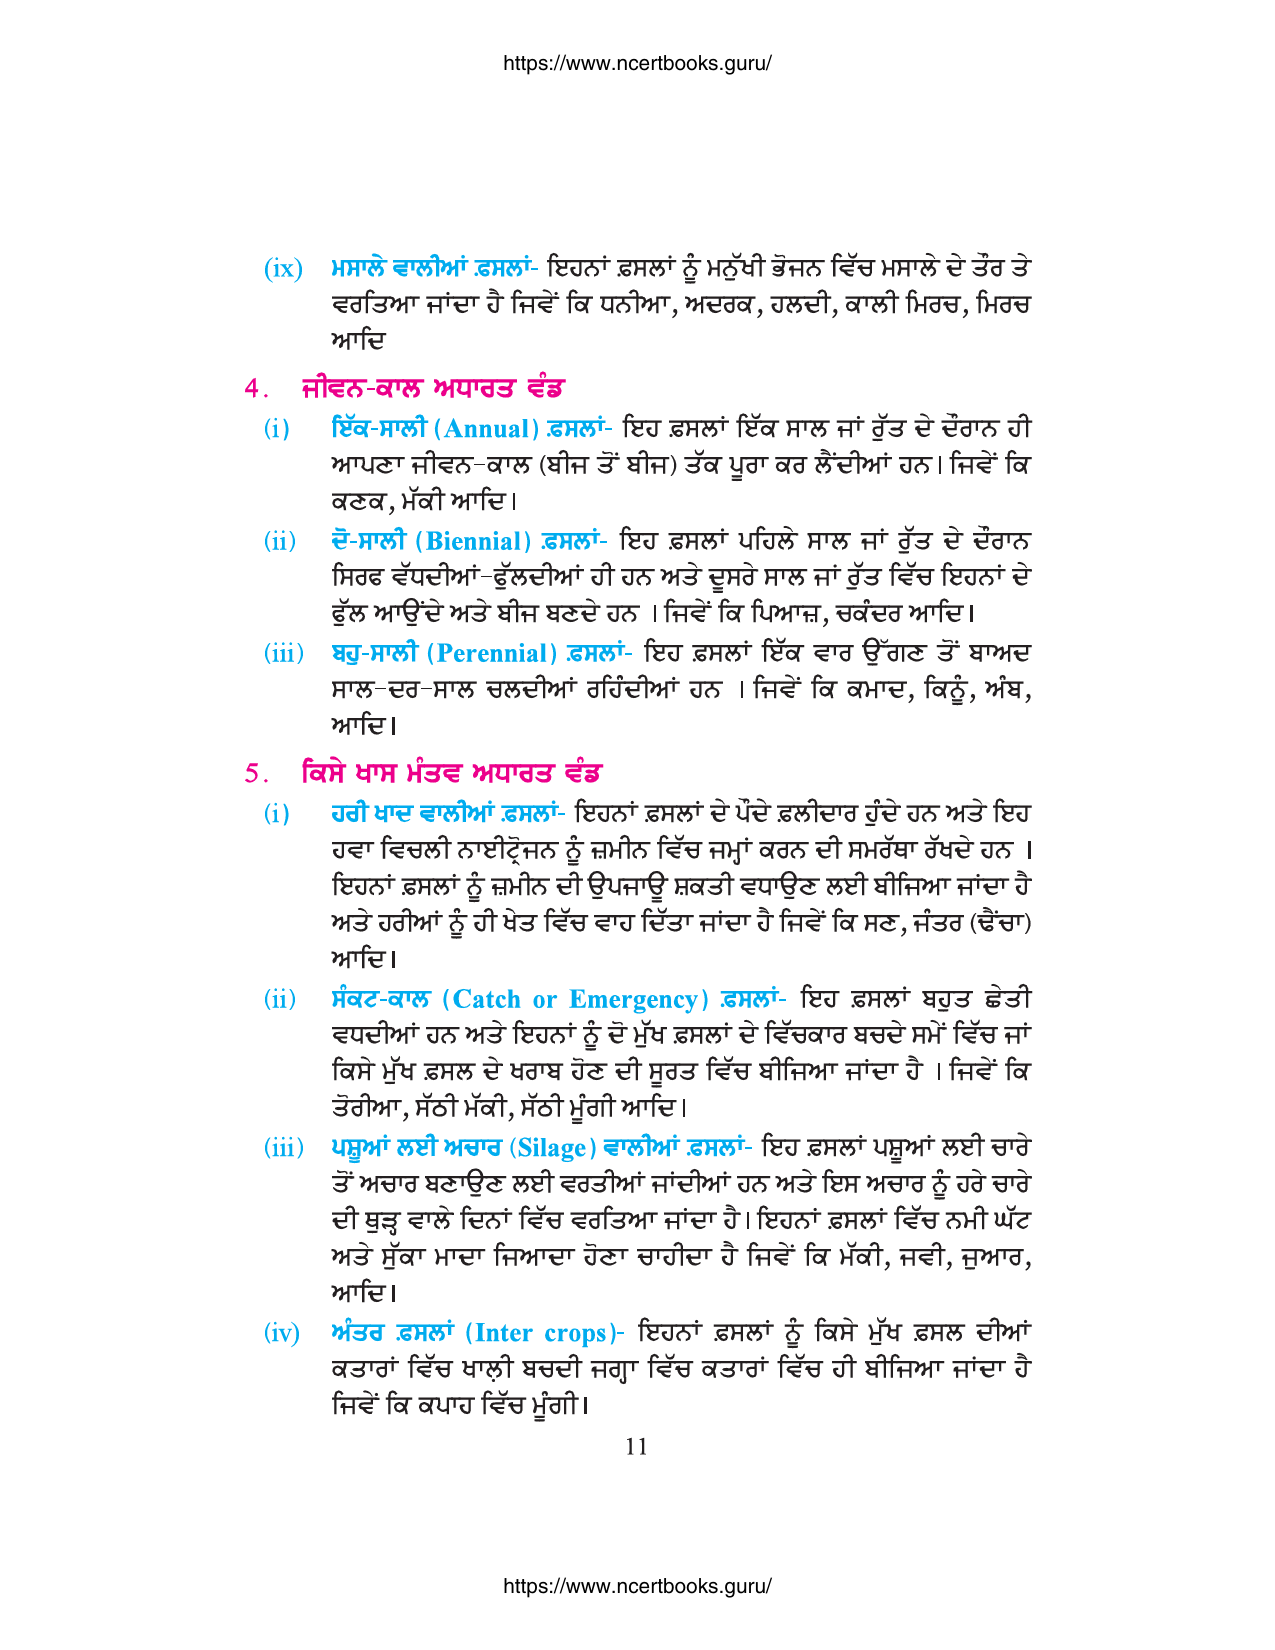 https://www.ncertbooks.guru/
(ix) ਮਸਾਲੇ ਵਾਲੀਆਂ ਫ਼ਸਲਾਂ- ਇਹਨਾਂ ਫ਼ਸਲਾਂ ਨੂੰ ਮਨੁੱਖੀ ਭੋਜਨ ਵਿੱਚ ਮਸਾਲੇ ਦੇ ਤੌਰ ਤੇ
ਵਰਤਿਆ ਜਾਂਦਾ ਹੈ ਜਿਵੇਂ ਕਿ ਧਨੀਆ, ਅਦਰਕ, ਹਲਦੀ, ਕਾਲੀ ਮਿਰਚ, ਮਿਰਚ
ਆਦਿ
4. ਜੀਵਨ-ਕਾਲ ਅਧਾਰਤ ਵੰਡ
(i) ਇੱਕ-ਸਾਲੀ (Annual) ਫ਼ਸਲਾਂ- ਇਹ ਫ਼ਸਲਾਂ ਇੱਕ ਸਾਲ ਜਾਂ ਰੁੱਤ ਦੇ ਦੌਰਾਨ ਹੀ
ਆਪਣਾ ਜੀਵਨ-ਕਾਲ (ਬੀਜ ਤੋਂ ਬੀਜ) ਤੱਕ ਪੂਰਾ ਕਰ ਲੈਂਦੀਆਂ ਹਨ। ਜਿਵੇਂ ਕਿ
ਕਣਕ, ਮੱਕੀ ਆਦਿ।
(ii) ਦੋ-ਸਾਲੀ (Biennial) ਫ਼ਸਲਾਂ- ਇਹ ਫ਼ਸਲਾਂ ਪਹਿਲੇ ਸਾਲ ਜਾਂ ਰੁੱਤ ਦੇ ਦੌਰਾਨ
ਸਿਰਫ ਵੱਧਦੀਆਂ-ਫੁੱਲਦੀਆਂ ਹੀ ਹਨ ਅਤੇ ਦੂਸਰੇ ਸਾਲ ਜਾਂ ਰੁੱਤ ਵਿੱਚ ਇਹਨਾਂ ਦੇ
ਫੁੱਲ ਆਉਂਦੇ ਅਤੇ ਬੀਜ ਬਣਦੇ ਹਨ । ਜਿਵੇਂ ਕਿ ਪਿਆਜ਼, ਚਕੰਦਰ ਆਦਿ।
(iii) ਬਹੁ-ਸਾਲੀ (Perennial) ਫ਼ਸਲਾਂ- ਇਹ ਫ਼ਸਲਾਂ ਇੱਕ ਵਾਰ ਉੱਗਣ ਤੋਂ ਬਾਅਦ
ਸਾਲ-ਦਰ-ਸਾਲ ਚਲਦੀਆਂ ਰਹਿੰਦੀਆਂ ਹਨ । ਜਿਵੇਂ ਕਿ ਕਮਾਦ, ਕਿਨੂੰ, ਅੰਬ,
ਆਦਿ।
5. ਕਿਸੇ ਖਾਸ ਮੰਤਵ ਅਧਾਰਤ ਵੰਡ
(i) ਹਰੀ ਖਾਦ ਵਾਲੀਆਂ ਫ਼ਸਲਾਂ- ਇਹਨਾਂ ਫ਼ਸਲਾਂ ਦੇ ਪੌਦੇ ਫ਼ਲੀਦਾਰ ਹੁੰਦੇ ਹਨ ਅਤੇ ਇਹ
ਹਵਾ ਵਿਚਲੀ ਨਾਈਟ੍ਰੋਜਨ ਨੂੰ ਜ਼ਮੀਨ ਵਿੱਚ ਜਮ੍ਹਾਂ ਕਰਨ ਦੀ ਸਮਰੱਥਾ ਰੱਖਦੇ ਹਨ ।
ਇਹਨਾਂ ਫ਼ਸਲਾਂ ਨੂੰ ਜ਼ਮੀਨ ਦੀ ਉਪਜਾਊ ਸ਼ਕਤੀ ਵਧਾਉਣ ਲਈ ਬੀਜਿਆ ਜਾਂਦਾ ਹੈ
ਅਤੇ ਹਰੀਆਂ ਨੂੰ ਹੀ ਖੇਤ ਵਿੱਚ ਵਾਹ ਦਿੱਤਾ ਜਾਂਦਾ ਹੈ ਜਿਵੇਂ ਕਿ ਸਣ, ਜੰਤਰ (ਢੈਂਚਾ)
ਆਦਿ।
(ii) ਸੰਕਟ-ਕਾਲ (Catch or Emergency) ਫ਼ਸਲਾਂ- ਇਹ ਫ਼ਸਲਾਂ ਬਹੁਤ ਛੇਤੀ
ਵਧਦੀਆਂ ਹਨ ਅਤੇ ਇਹਨਾਂ ਨੂੰ ਦੋ ਮੁੱਖ ਫ਼ਸਲਾਂ ਦੇ ਵਿੱਚਕਾਰ ਬਚਦੇ ਸਮੇਂ ਵਿੱਚ ਜਾਂ
ਕਿਸੇ ਮੁੱਖ ਫ਼ਸਲ ਦੇ ਖਰਾਬ ਹੋਣ ਦੀ ਸੂਰਤ ਵਿੱਚ ਬੀਜਿਆ ਜਾਂਦਾ ਹੈ । ਜਿਵੇਂ ਕਿ
ਤੋਰੀਆ, ਸੱਠੀ ਮੱਕੀ, ਸੱਠੀ ਮੂੰਗੀ ਆਦਿ।
(iii) ਪਸ਼ੂਆਂ ਲਈ ਅਚਾਰ (Silage) ਵਾਲੀਆਂ ਫ਼ਸਲਾਂ- ਇਹ ਫ਼ਸਲਾਂ ਪਸ਼ੂਆਂ ਲਈ ਚਾਰੇ
ਤੋਂ ਅਚਾਰ ਬਣਾਉਣ ਲਈ ਵਰਤੀਆਂ ਜਾਂਦੀਆਂ ਹਨ ਅਤੇ ਇਸ ਅਚਾਰ ਨੂੰ ਹਰੇ ਚਾਰੇ
ਦੀ ਥੁੜ੍ਹ ਵਾਲੇ ਦਿਨਾਂ ਵਿੱਚ ਵਰਤਿਆ ਜਾਂਦਾ ਹੈ। ਇਹਨਾਂ ਫ਼ਸਲਾਂ ਵਿੱਚ ਨਮੀ ਘੱਟ
ਅਤੇ ਸੁੱਕਾ ਮਾਦਾ ਜਿਆਦਾ ਹੋਣਾ ਚਾਹੀਦਾ ਹੈ ਜਿਵੇਂ ਕਿ ਮੱਕੀ, ਜਵੀ, ਜੁਆਰ,
ਆਦਿ।
(iv) ਅੰਤਰ ਫ਼ਸਲਾਂ (Inter crops)- ਇਹਨਾਂ ਫ਼ਸਲਾਂ ਨੂੰ ਕਿਸੇ ਮੁੱਖ ਫ਼ਸਲ ਦੀਆਂ
ਕਤਾਰਾਂ ਵਿੱਚ ਖਾਲ਼ੀ ਬਚਦੀ ਜਗ੍ਹਾ ਵਿੱਚ ਕਤਾਰਾਂ ਵਿੱਚ ਹੀ ਬੀਜਿਆ ਜਾਂਦਾ ਹੈ
ਜਿਵੇਂ ਕਿ ਕਪਾਹ ਵਿੱਚ ਮੂੰਗੀ।
11
https://www.ncertbooks.guru/